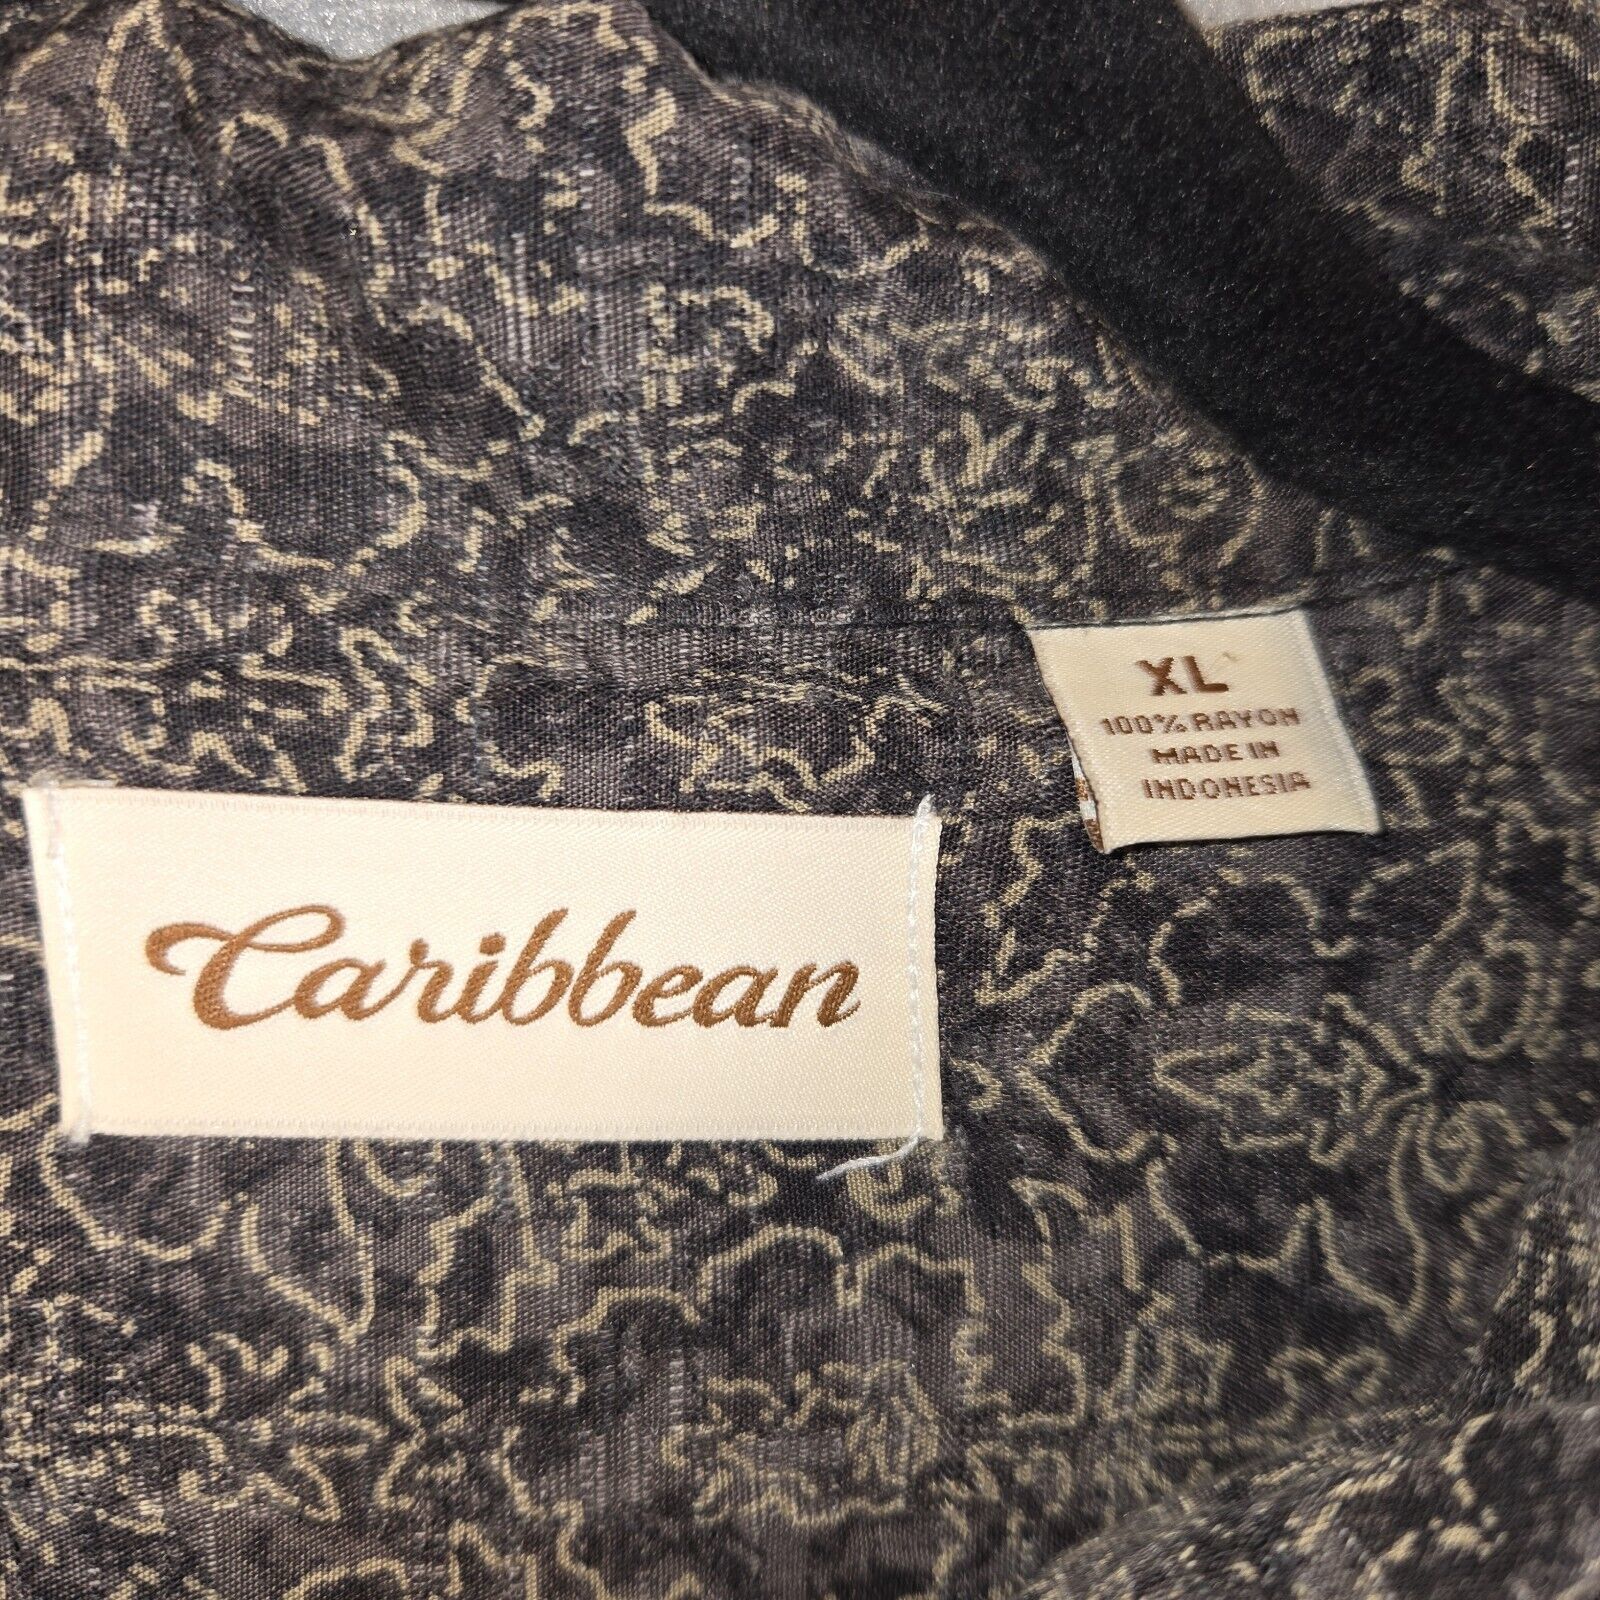 XL
100% RAYON
MADE IN
INDONESIA
Caribbean